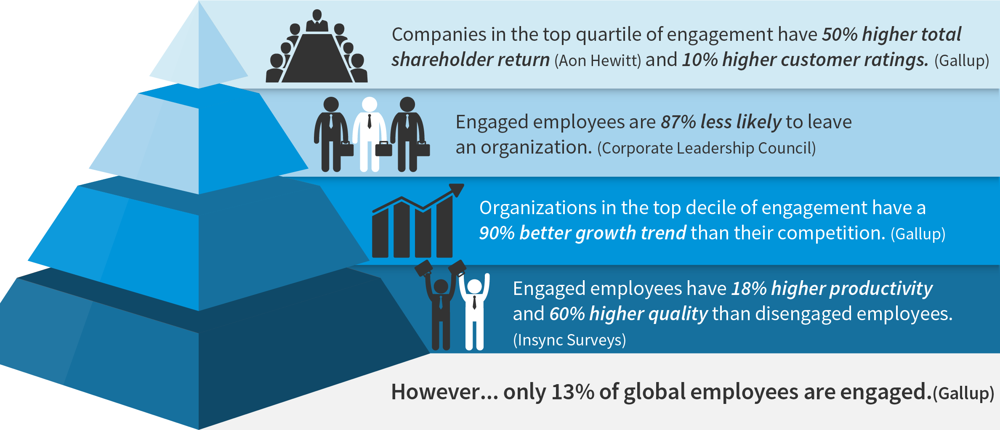 Companies in the top quartile of engagement have 50% higher total
shareholder return (Aon Hewitt) and 10% higher customer ratings. (Gallup)
Engaged employees are 87% less likely to leave
an organization. (Corporate Leadership Council)
Organizations in the top decile of engagement have a
90% better growth trend than their competition. (Gallup)
Engaged employees have 18% higher productivity
and 60% higher quality than disengaged employees.
(Insync Surveys)
However... only 13% of global employees are engaged.(Gallup)